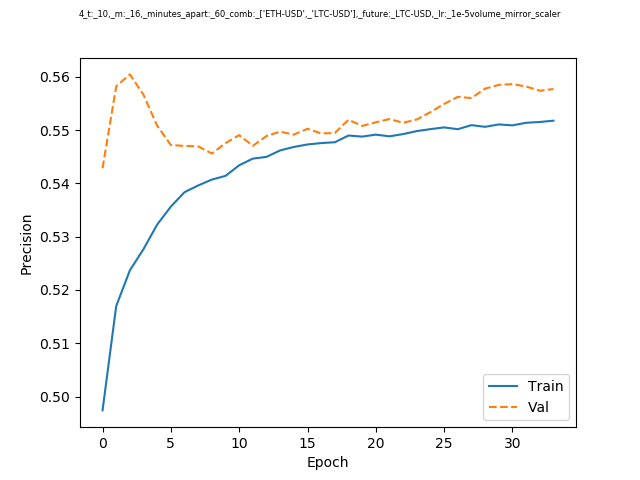 4_t:_10,_m:_16,_minutes_apart:_60_comb:_['ETH-USD',_'LTC-USD'],_future:_LTC-USD,_lr:_1e-5volume_mirror_scaler
0.56
0.55
0.54
0.53
0.52
0.51
0.50
Precision
0 5 10 15 20 25 30
Epoch
Train
Val